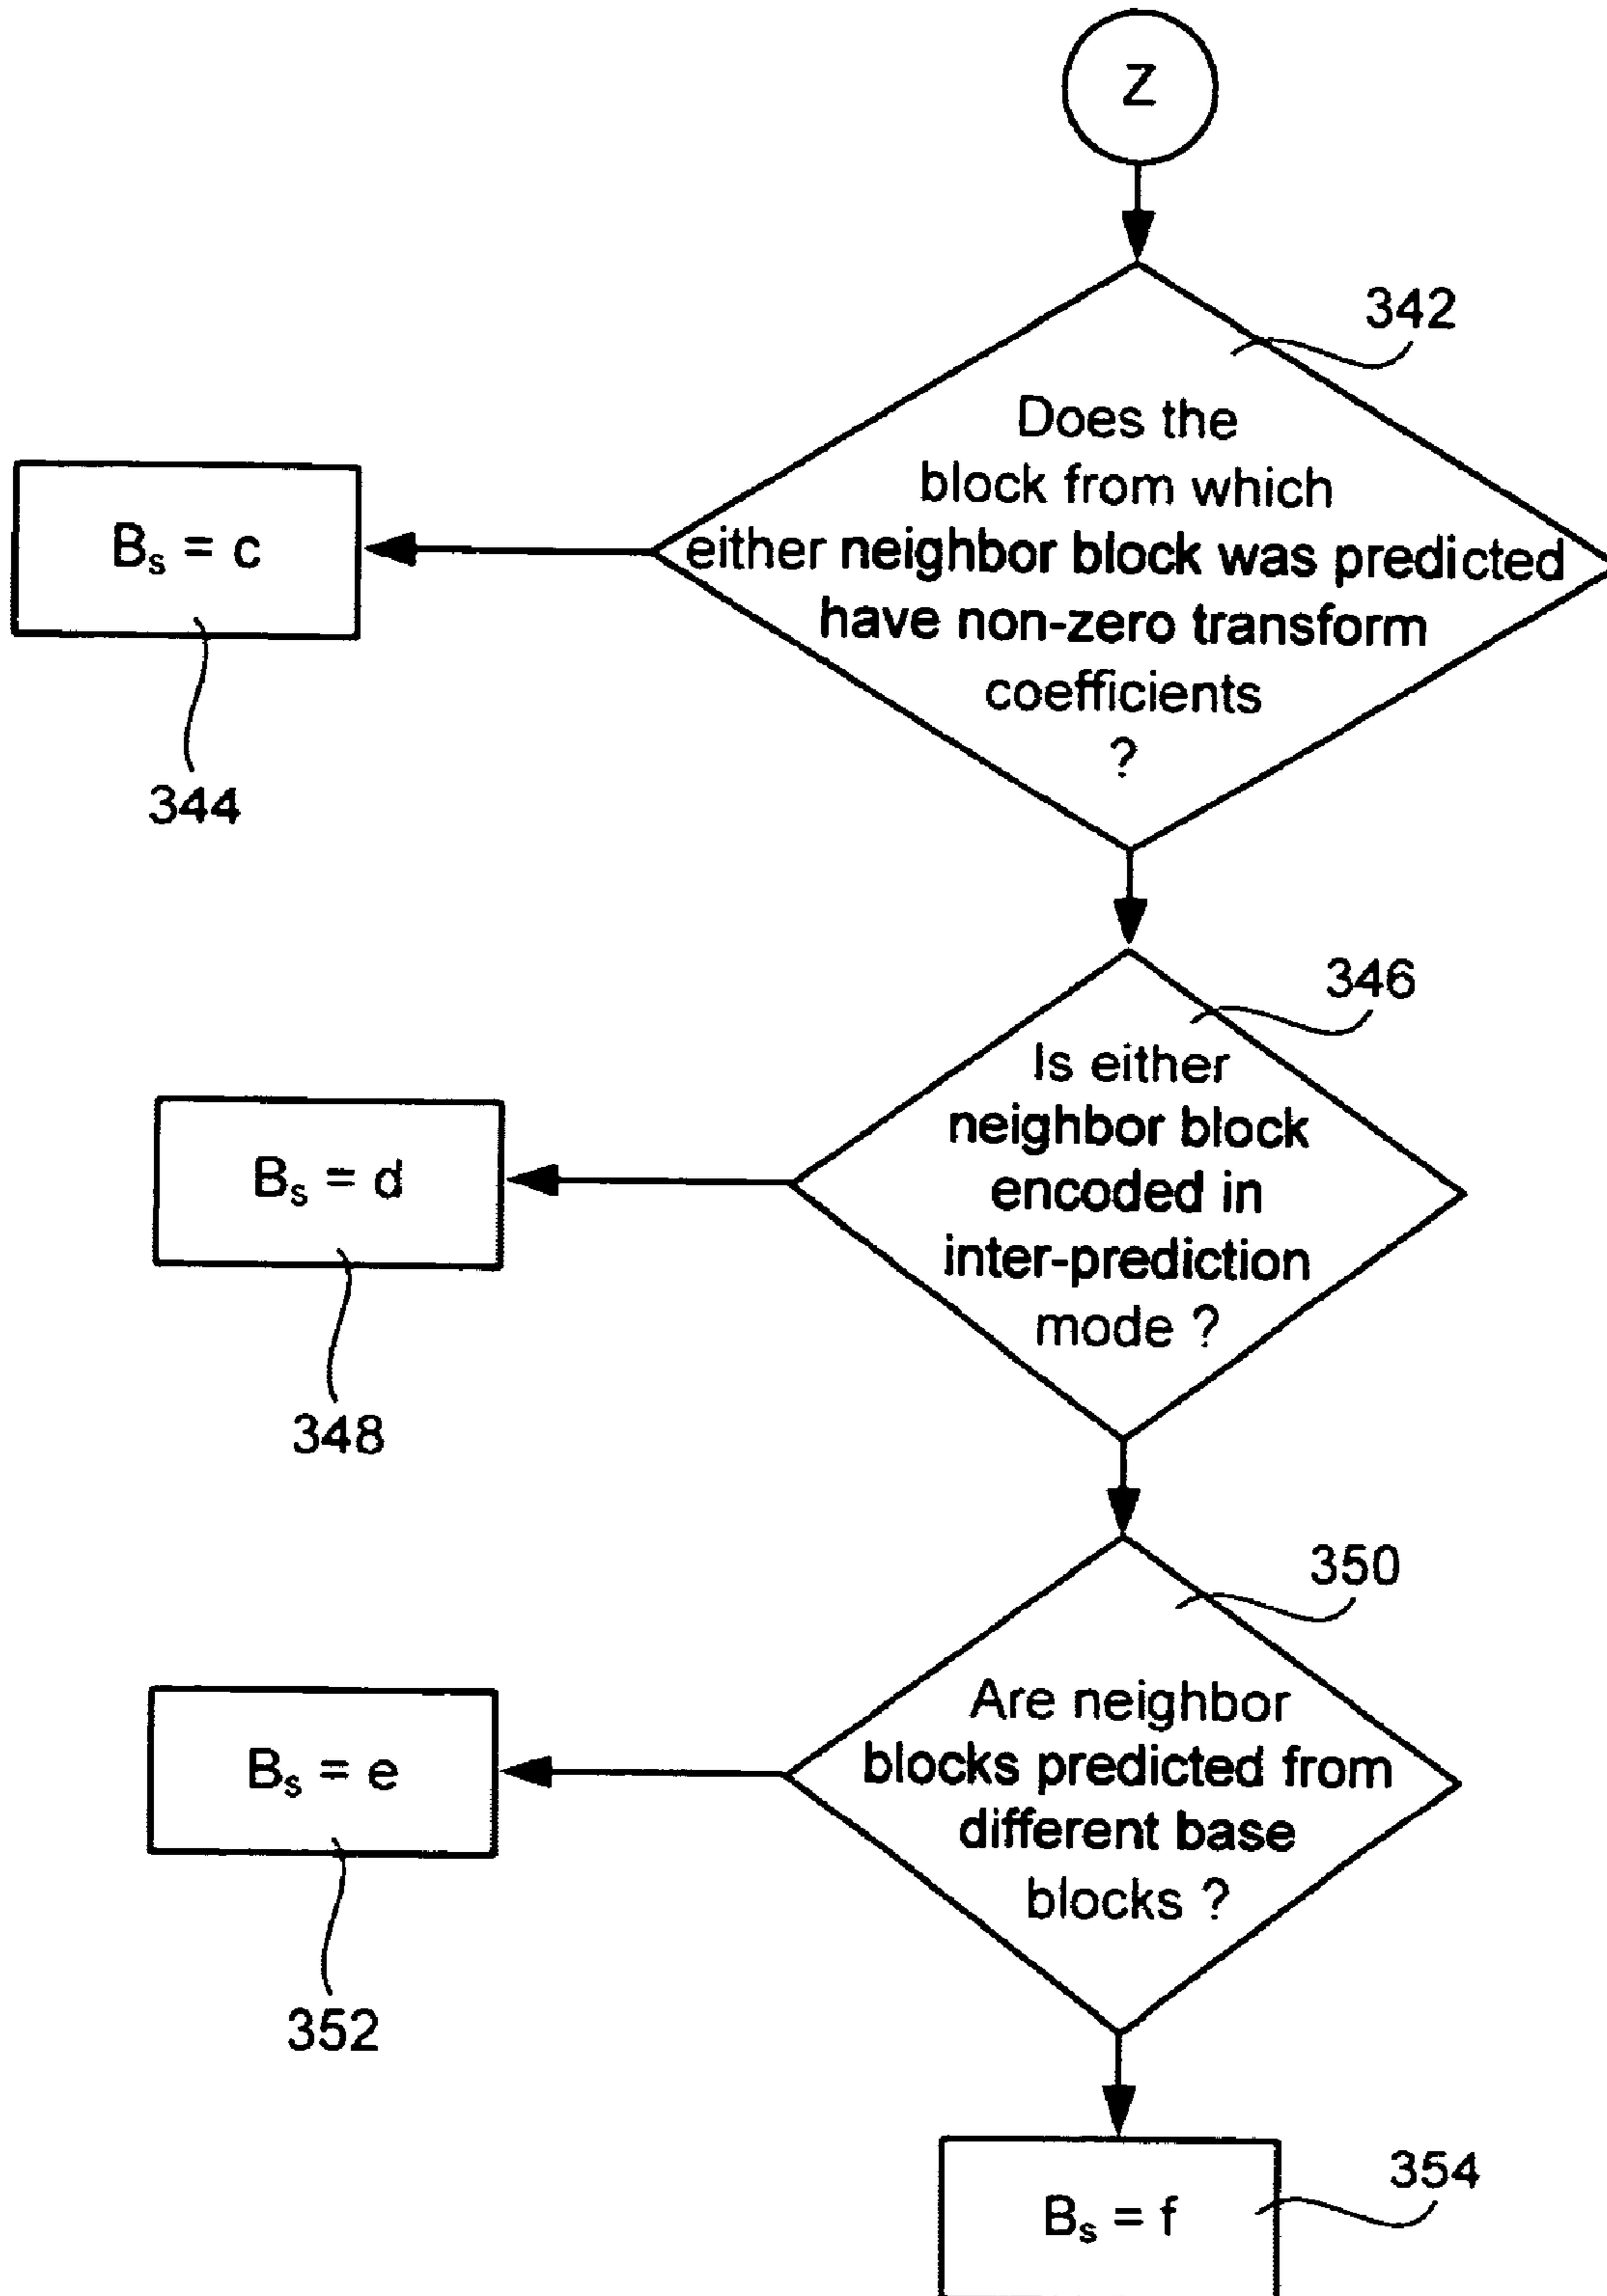 Z
342
Does the
block from which
either neighbor block was predicted
have non-zero transform
coefficients
?
Bs = c
344
346
Is either
neighbor block
encoded in
inter-prediction
mode ?
Bs = d
348
350
Are neighbor
blocks predicted from
different base
blocks ?
Bs = e
352
354
Bs = f